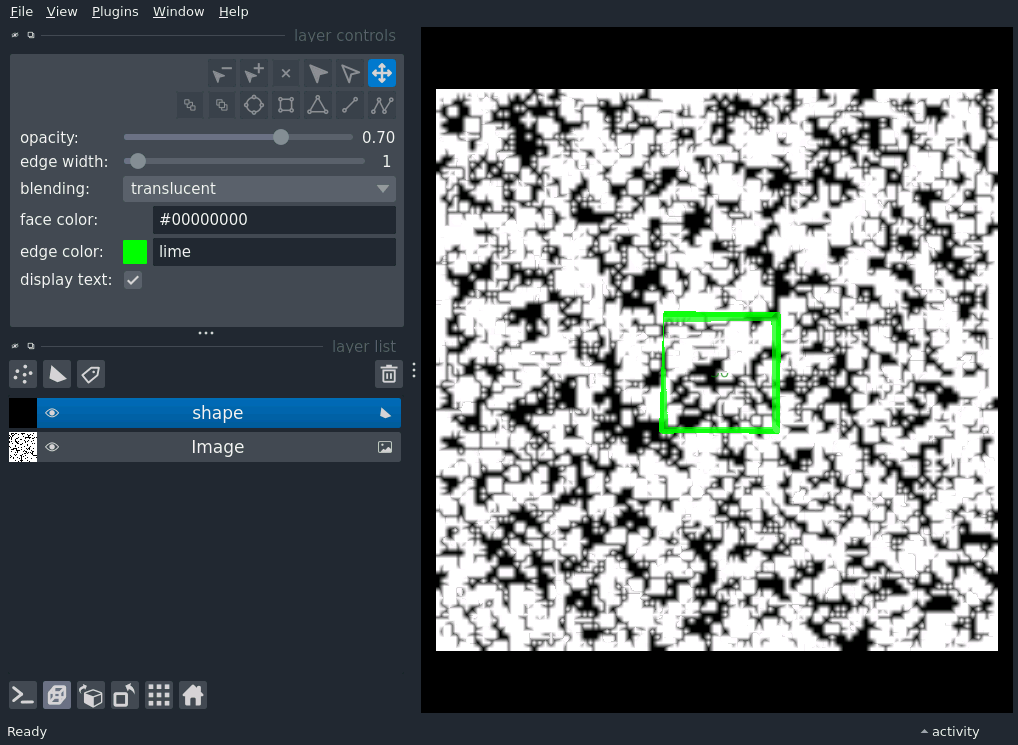 File View Plugins Window Help
layer controls
opacity: 0.70
edge width: 1
blending: translucent
face color: #00000000
edge color: lime
display text:
layer list
shape
Image
Ready
activity